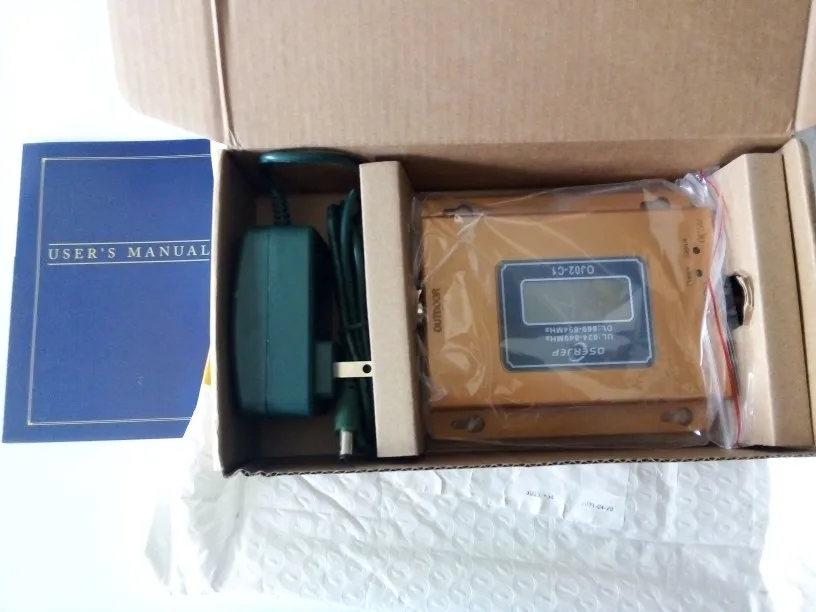 USER'S MANUAL
OUTDOOR
OSERJEP
UL:824-849MHz
DL:869-894MHz
OJ02-C1